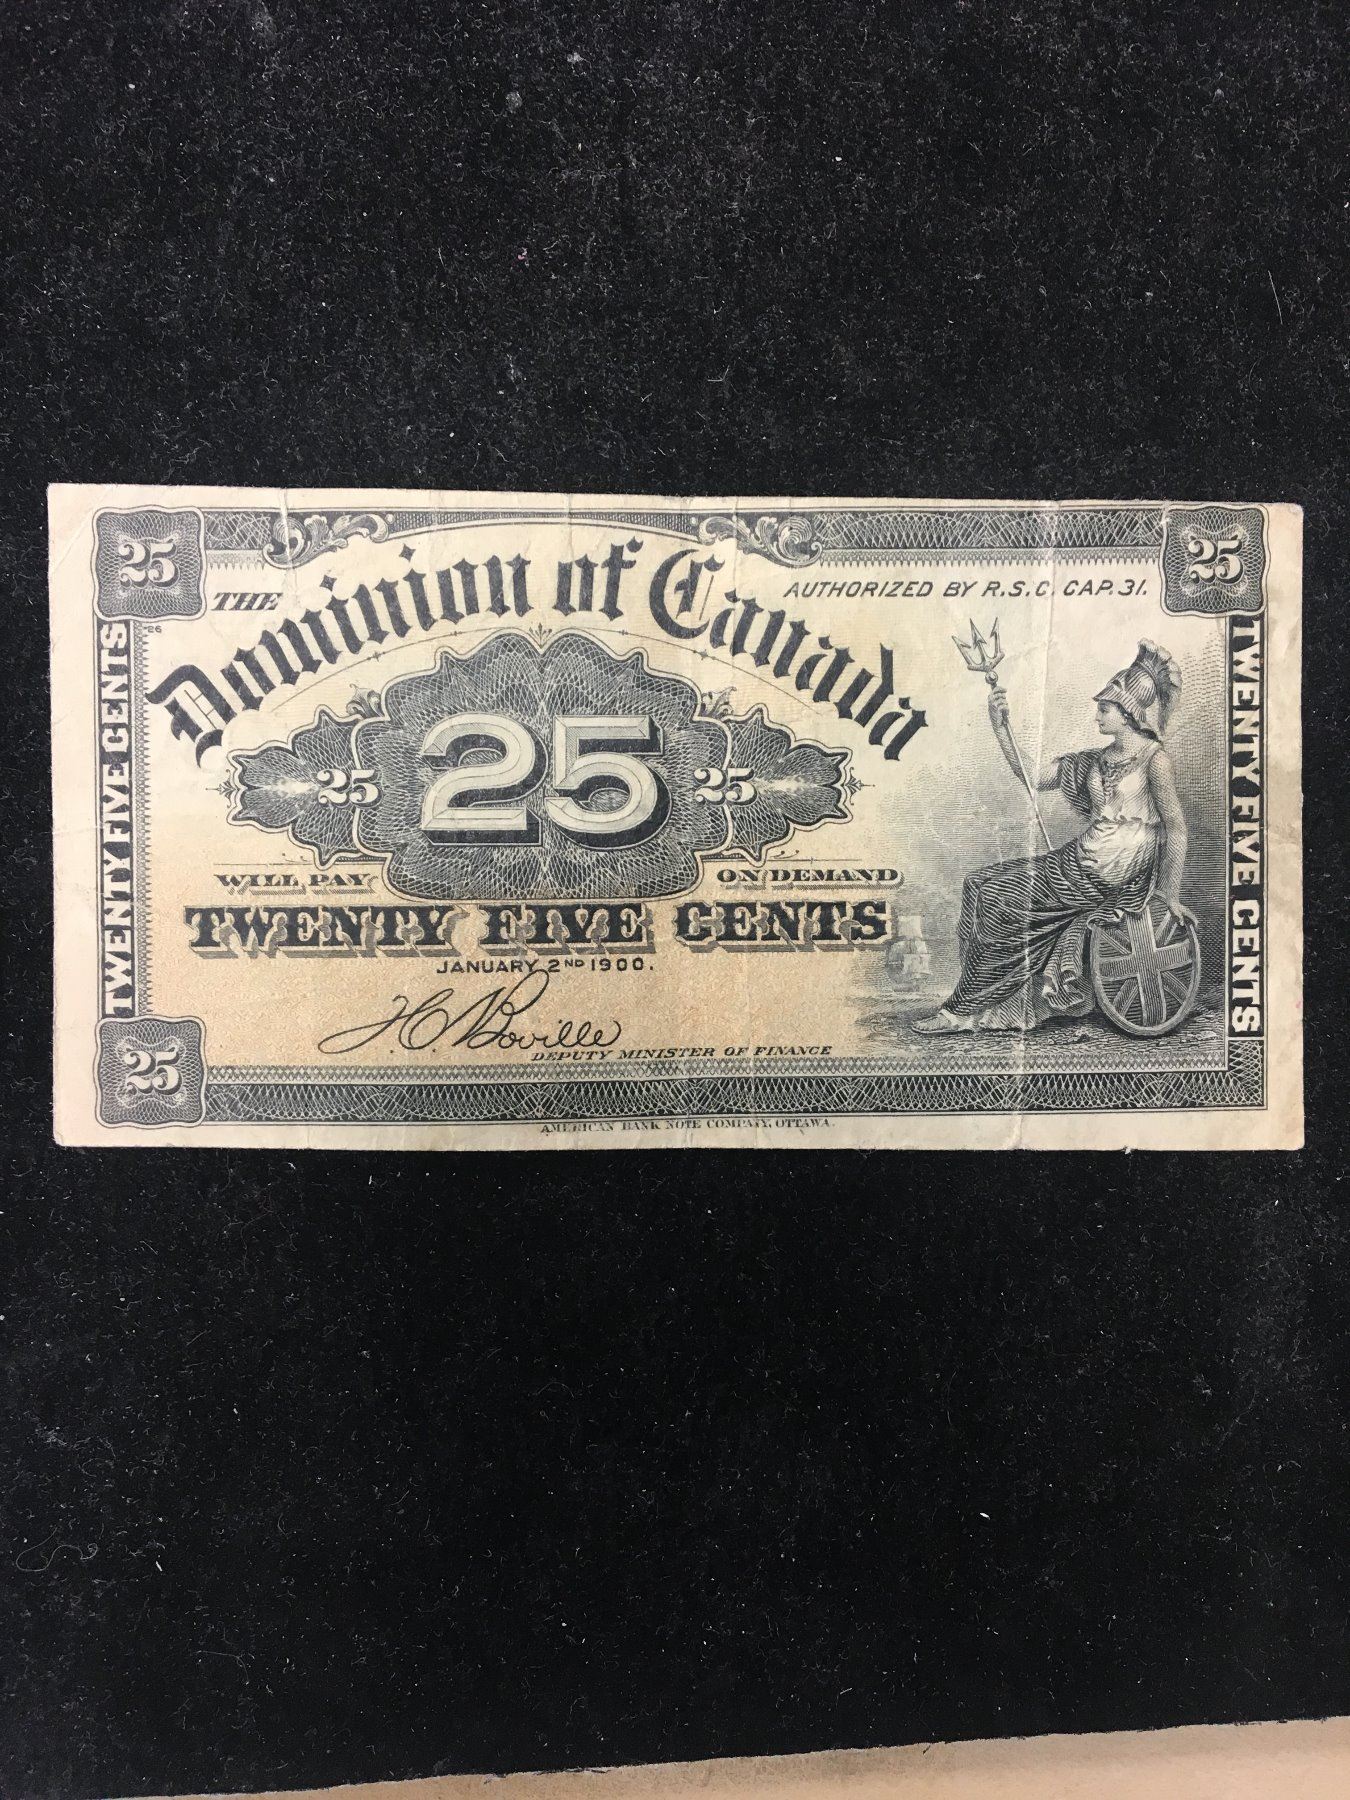 25
25
THE
Dominion of Canada
AUTHORIZED BY R.S.C. CAP. 31.
26
TWENTY FIVE CENTS
TWENTY FIVE CENTS
25
25
25
WILL PAY
ON DEMAND
TWENTY FIVE CENTS
JANUARY 2ND 1900.
H C Boville
DEPUTY MINISTER OF FINANCE
25
AMERICAN BANK NOTE COMPANY, OTTAWA.